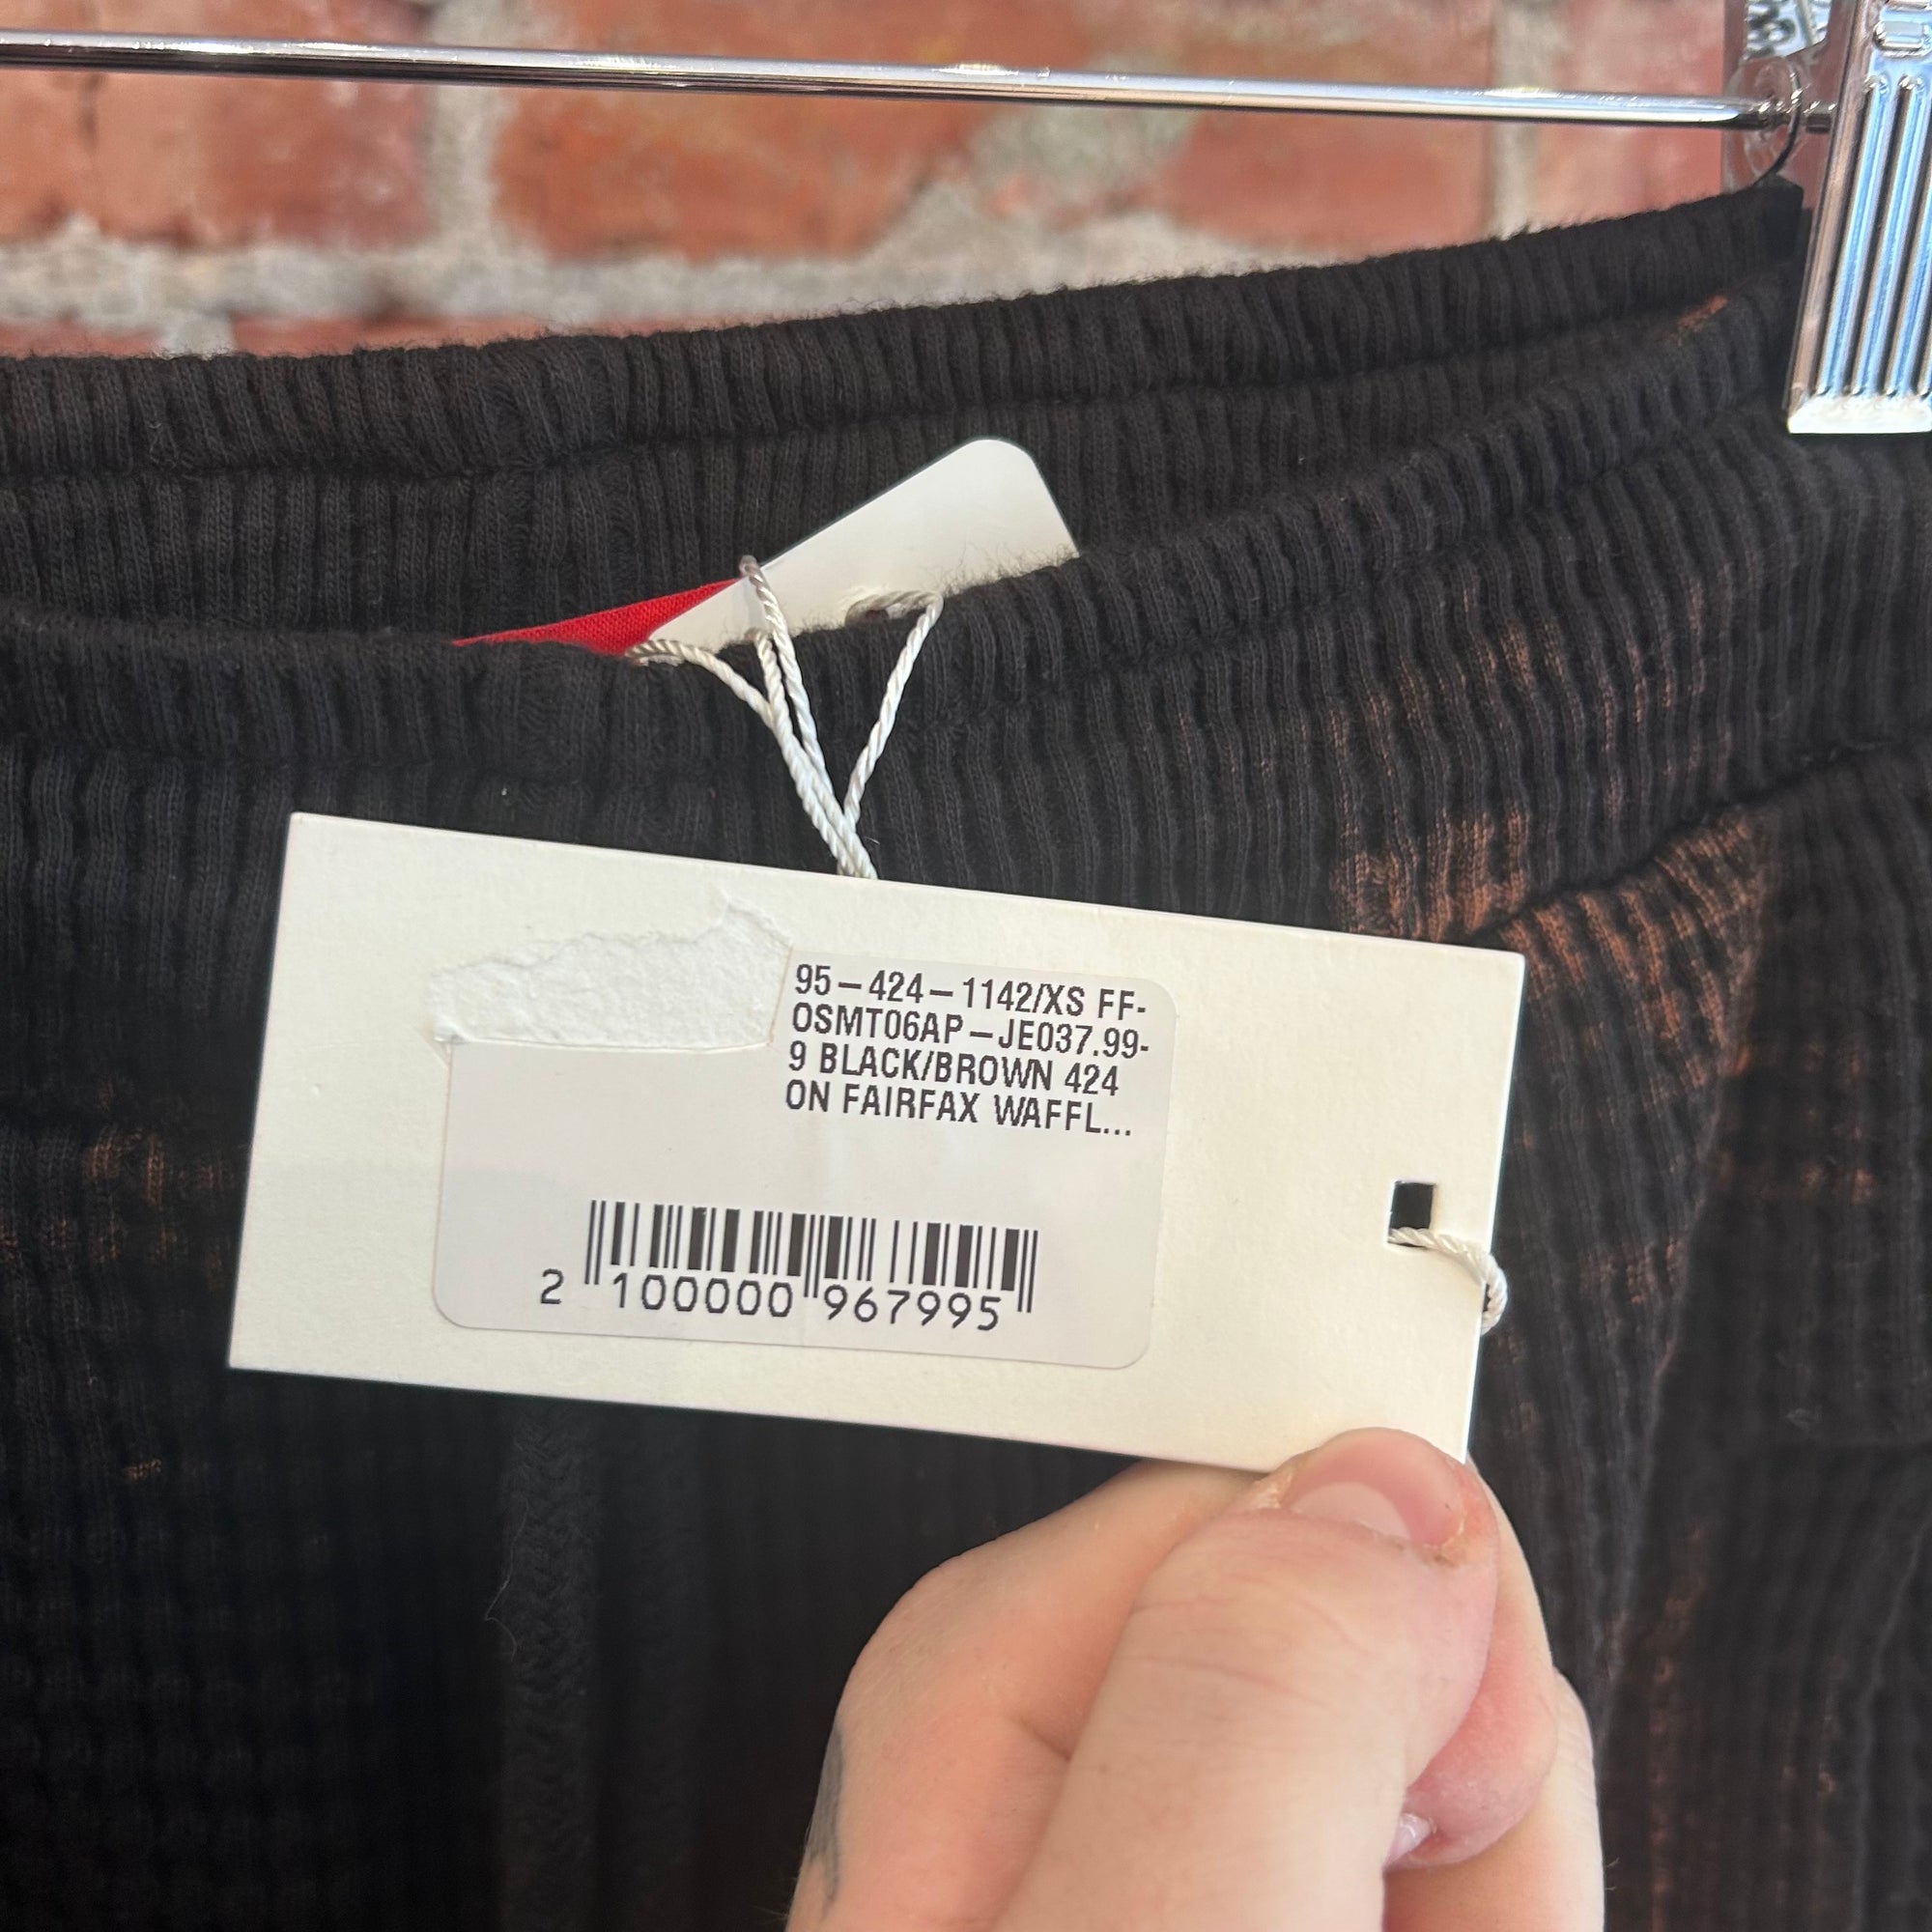 95-424-1142/XS FF-
OSMT06AP-JE037.99-
9 BLACK/BROWN 424
ON FAIRFAX WAFFL...
2 100000 967995